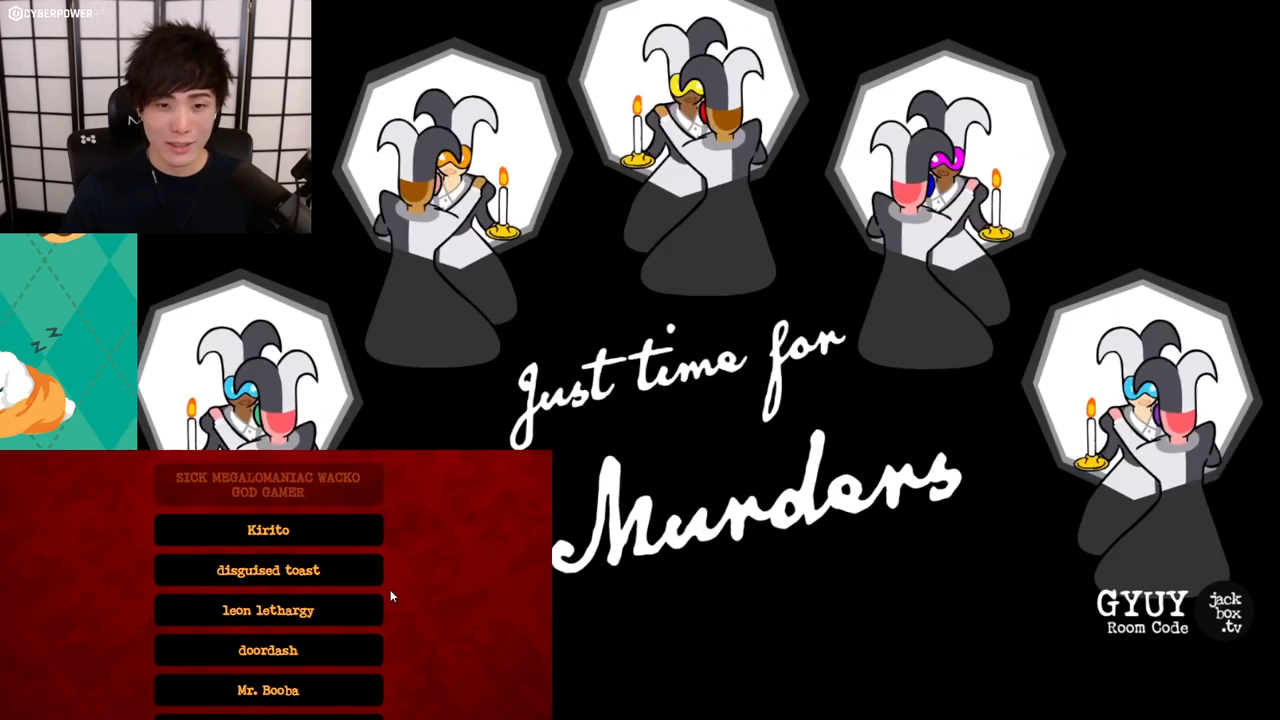 CYBERPOWER
z
z
Just time for
Murders
SICK MEGALOMANIAC WACKO
GOD GAMER
Kirito
disguised toast
leon lethargy
doordash
Mr. Booba
GYUY
Room Code
jack
box
.tv